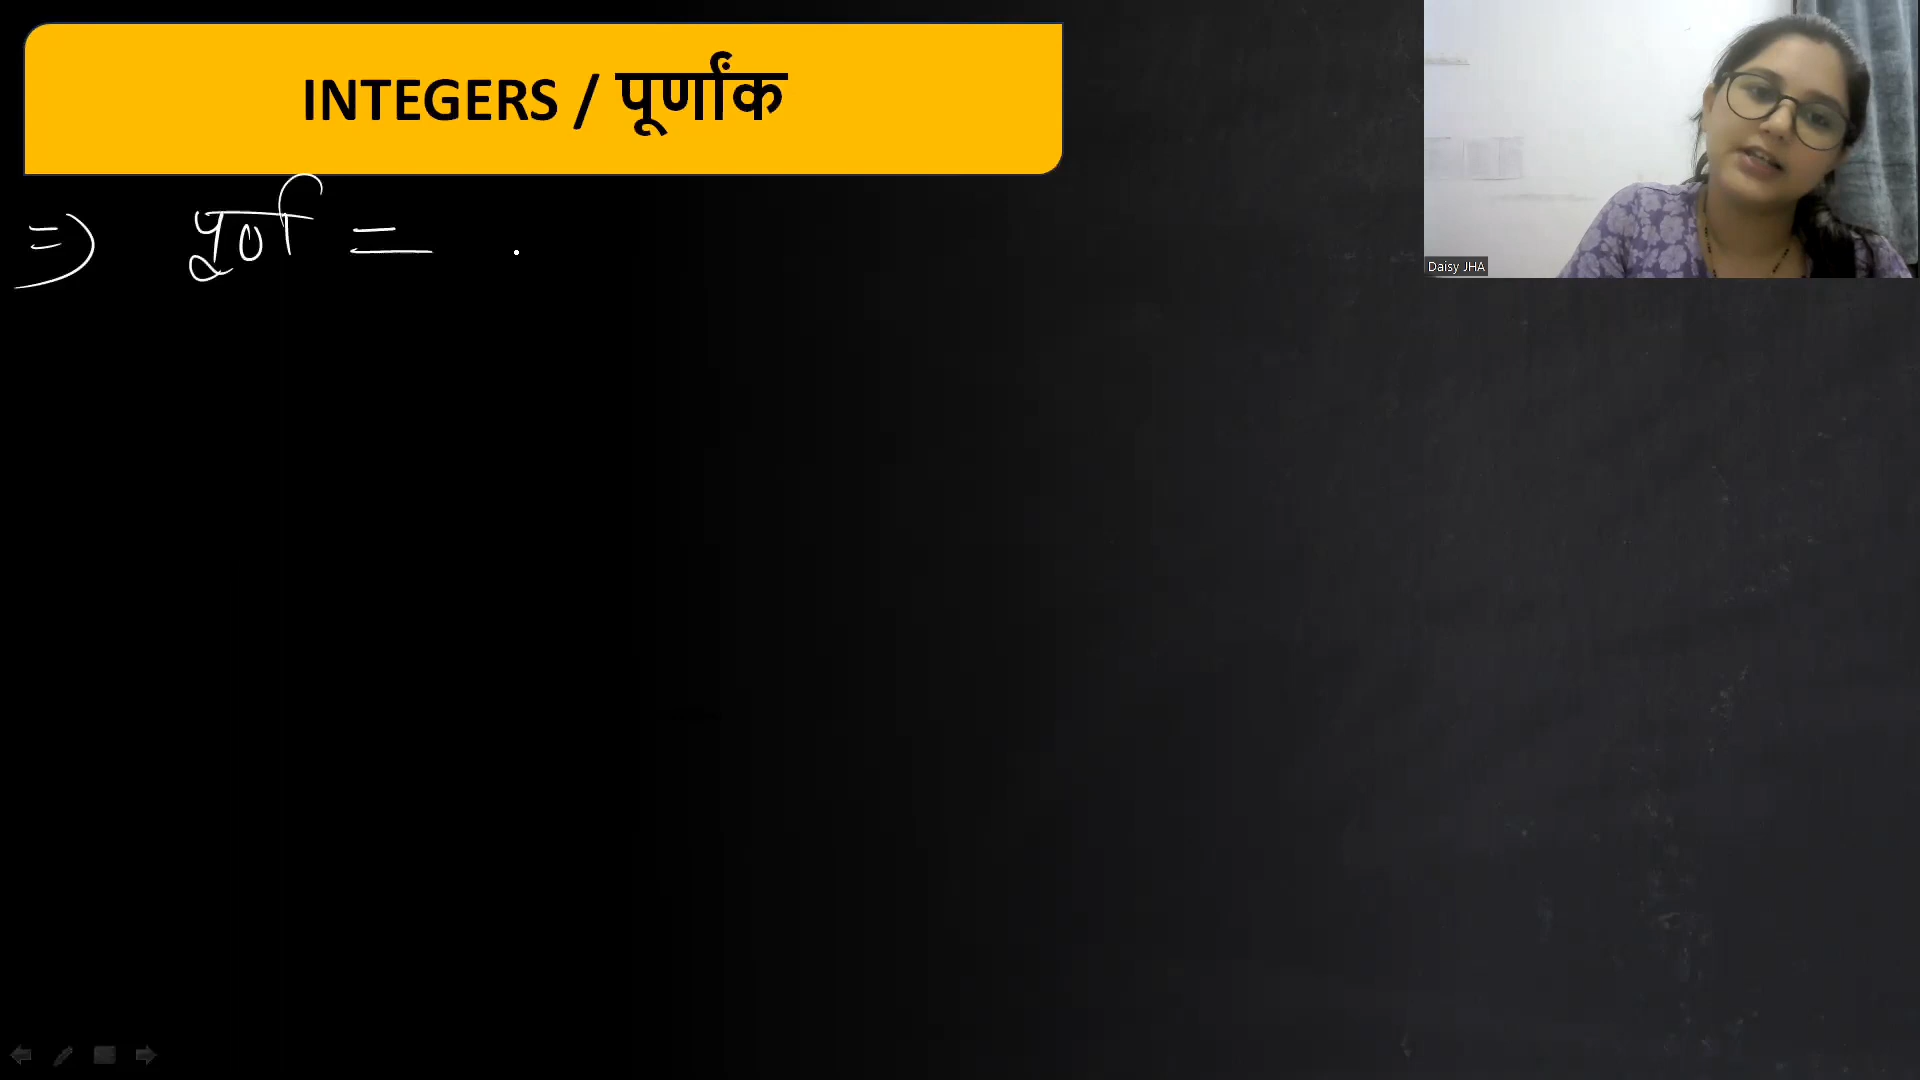 INTEGERS / पूर्णांक
Daisy JHA
⇒ पूर्ण = .